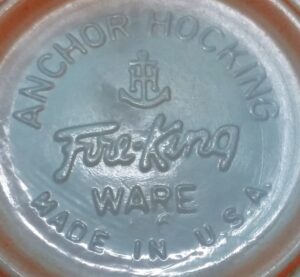 ANCHOR HOCKING
Fire-King
WARE
MADE IN U.S.A.